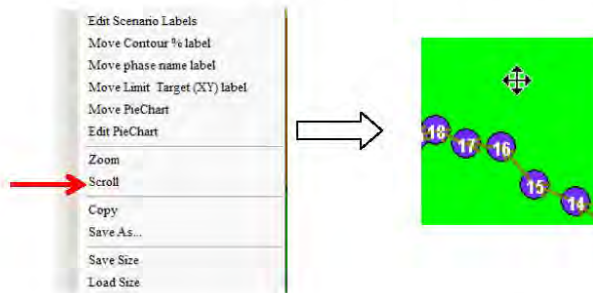 Edit Scenario Labels
Move Contour % label
Move phase name label
Move Limit Target (XY) label
Move PieChart
Edit PieChart
Zoom
Scroll
Copy
Save As...
Save Size
Load Size
18
17
16
15
14